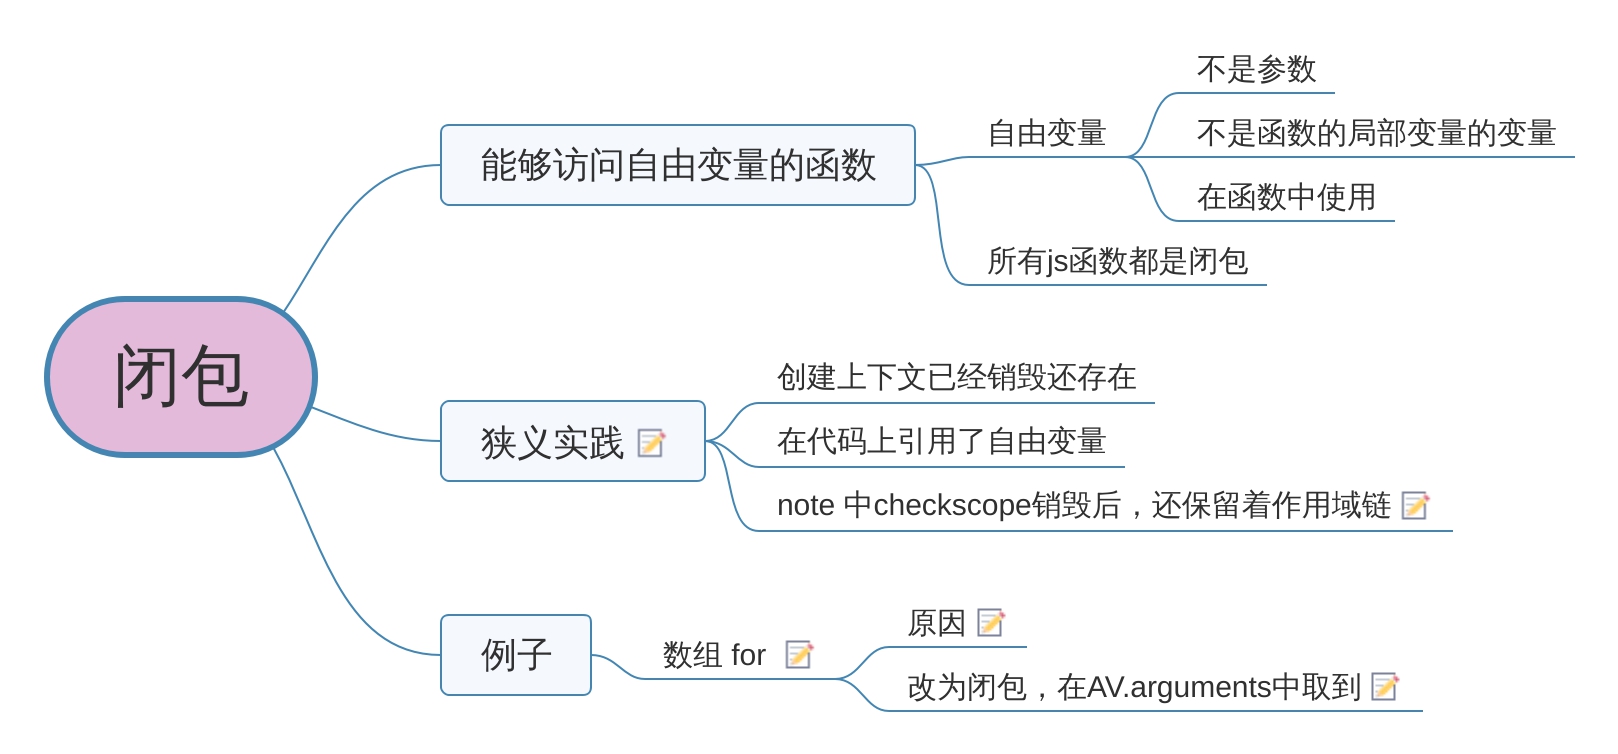 闭包
能够访问自由变量的函数
自由变量
不是参数
不是函数的局部变量的变量
在函数中使用
所有js函数都是闭包
狭义实践
创建上下文已经销毁还存在
在代码上引用了自由变量
note 中checkscope销毁后，还保留着作用域链
例子
数组 for
原因
改为闭包，在AV.arguments中取到